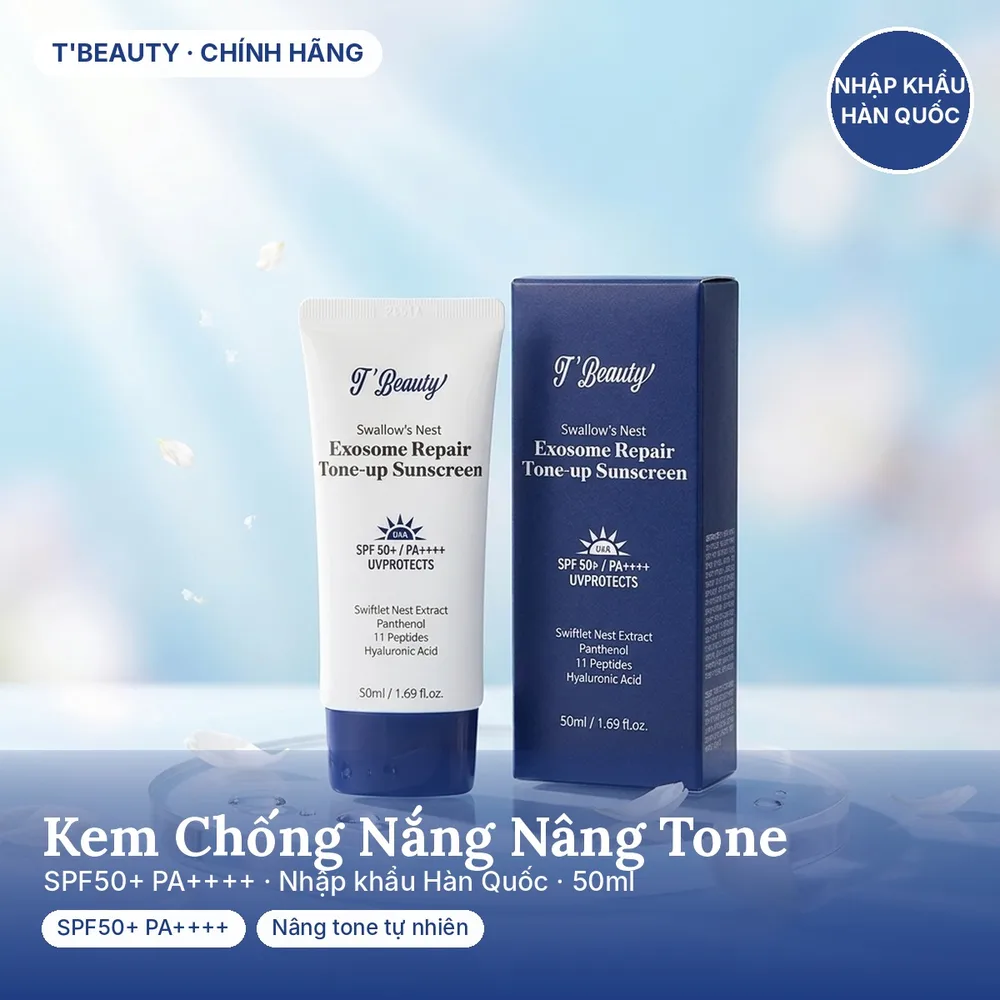 T'BEAUTY · CHÍNH HÃNG
NHẬP KHẨU
HÀN QUỐC
T'Beauty
Swallow's Nest
Exosome Repair
Tone-up Sunscreen
SPF 50+ / PA++++
UVPROTECTS
Swiftlet Nest Extract
Panthenol
11 Peptides
Hyaluronic Acid
50ml / 1.69 fl.oz.
T'Beauty
Swallow's Nest
Exosome Repair
Tone-up Sunscreen
SPF 50+ / PA++++
UVPROTECTS
Swiftlet Nest Extract
Panthenol
11 Peptides
Hyaluronic Acid
50ml / 1.69 fl.oz.
Kem Chống Nắng Nâng Tone
SPF50+ PA++++ · Nhập khẩu Hàn Quốc · 50ml
SPF50+ PA++++
Nâng tone tự nhiên